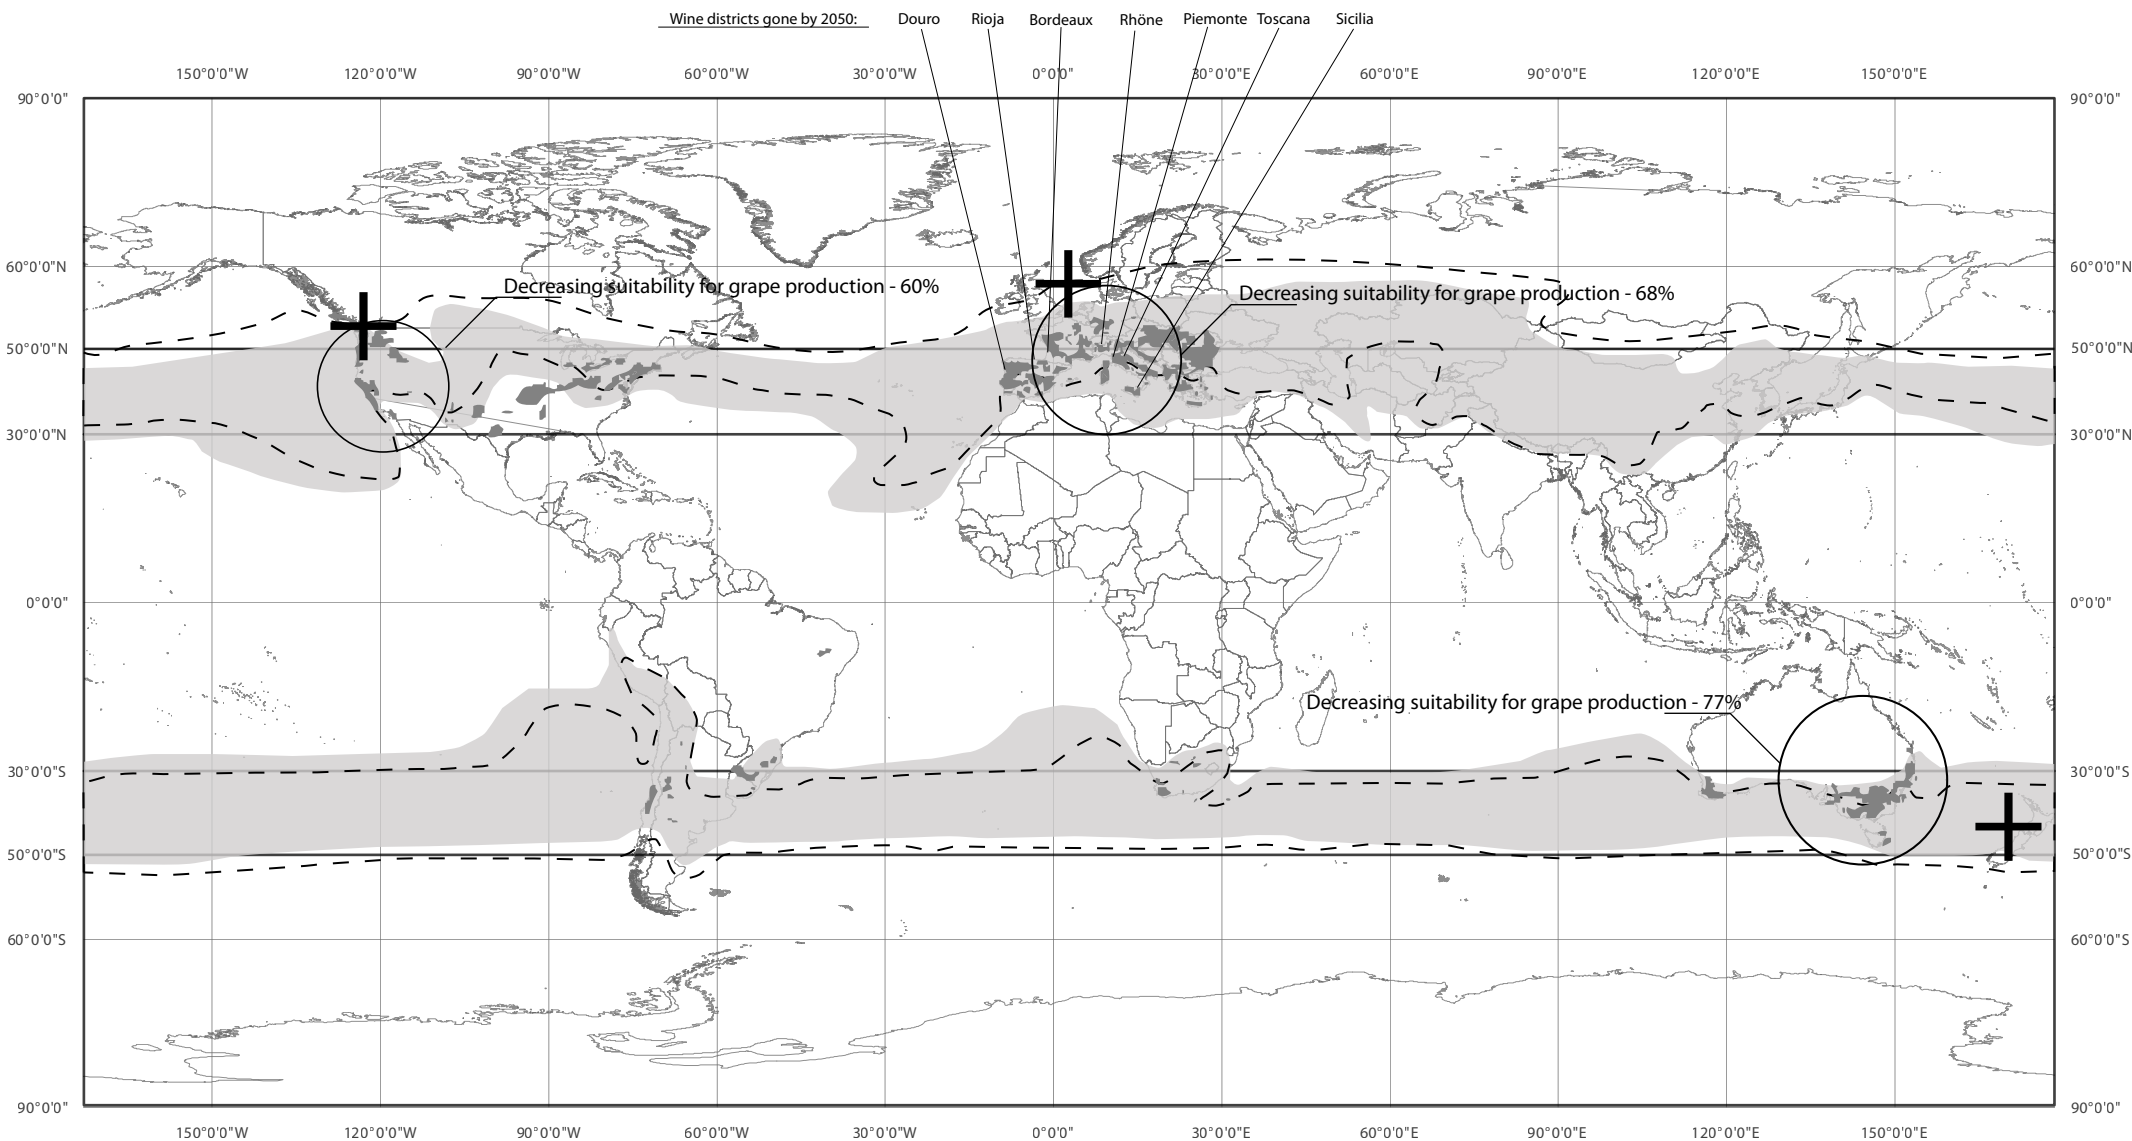 Wine districts gone by 2050: Douro Rioja Bordeaux Rhöne Piemonte Toscana Sicilia
150°0'0"W 120°0'0"W 90°0'0"W 60°0'0"W 30°0'0"W 0°0'0" 30°0'0"E 60°0'0"E 90°0'0"E 120°0'0"E 150°0'0"E
90°0'0" 90°0'0"
60°0'0"N 60°0'0"N
Decreasing suitability for grape production - 60%
Decreasing suitability for grape production - 68%
50°0'0"N 50°0'0"N
30°0'0"N 30°0'0"N
0°0'0" 0°0'0"
Decreasing suitability for grape production - 77%
30°0'0"S 30°0'0"S
50°0'0"S 50°0'0"S
60°0'0"S 60°0'0"S
90°0'0" 90°0'0"
150°0'0"W 120°0'0"W 90°0'0"W 60°0'0"W 30°0'0"W 0°0'0" 30°0'0"E 60°0'0"E 90°0'0"E 120°0'0"E 150°0'0"E